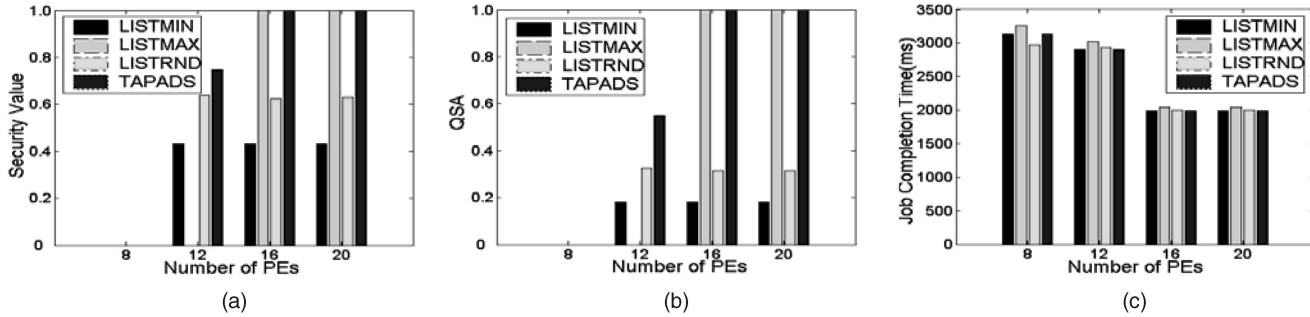 1.0
0.8
0.6
0.4
0.2
0
Security Value
LISTMIN
LISTMAX
LISTRND
TAPADS
8
12
16
20
Number of PEs
(a)
1.0
0.8
0.6
0.4
0.2
0
QSA
LISTMIN
LISTMAX
LISTRND
TAPADS
8
12
16
20
Number of PEs
(b)
3500
3000
2500
2000
1500
1000
500
0
Job Completion Time(ms)
LISTMIN
LISTMAX
LISTRND
TAPADS
8
12
16
20
Number of PEs
(c)